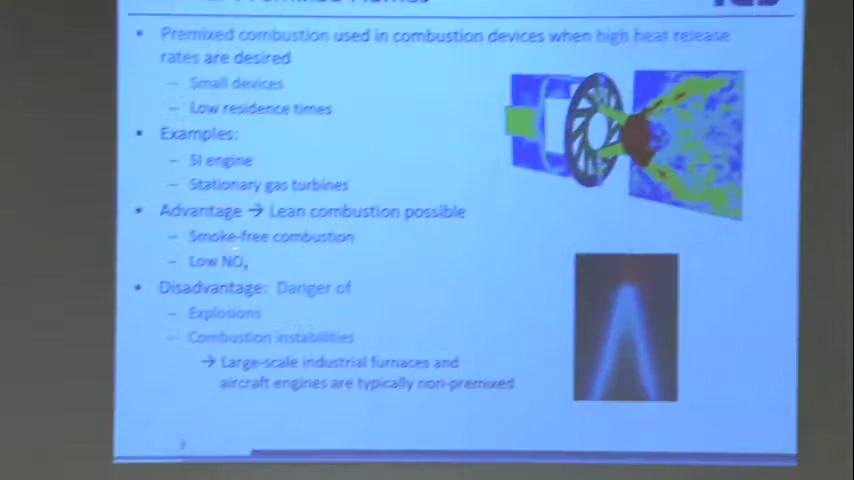 • Premixed combustion used in combustion devices when high heat release
rates are desired
– Small devices
– Low residence times
• Examples:
– SI engine
– Stationary gas turbines
• Advantage → Lean combustion possible
– Smoke-free combustion
– Low NOx
• Disadvantage: Danger of
– Explosions
– Combustion instabilities
→ Large-scale industrial furnaces and
aircraft engines are typically non-premixed